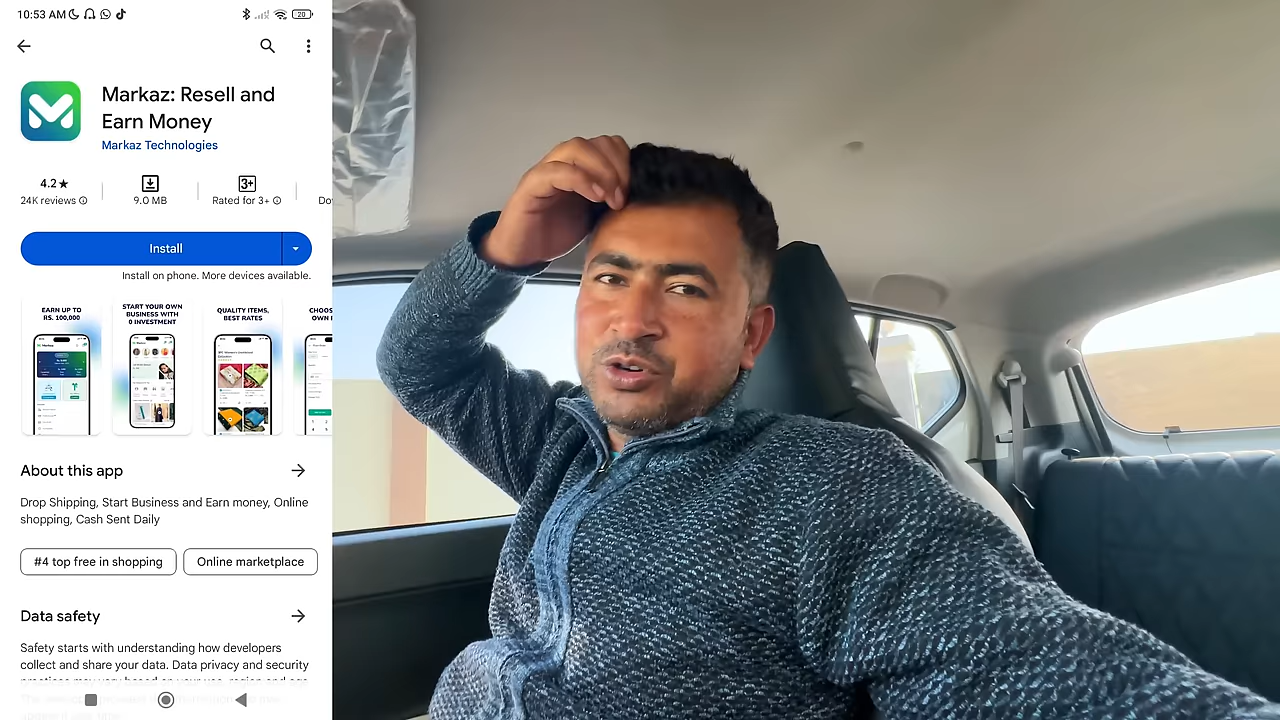 10:53 AM
20
Markaz: Resell and
Earn Money
Markaz Technologies
4.2★
24K reviews
9.0 MB
3+
Rated for 3+
Do
Install
Install on phone. More devices available.
EARN UP TO
RS. 100,000
START YOUR OWN
BUSINESS WITH
0 INVESTMENT
QUALITY ITEMS,
BEST RATES
CHOOS
OWN
About this app
Drop Shipping, Start Business and Earn money, Online
shopping, Cash Sent Daily
#4 top free in shopping
Online marketplace
Data safety
Safety starts with understanding how developers
collect and share your data. Data privacy and security